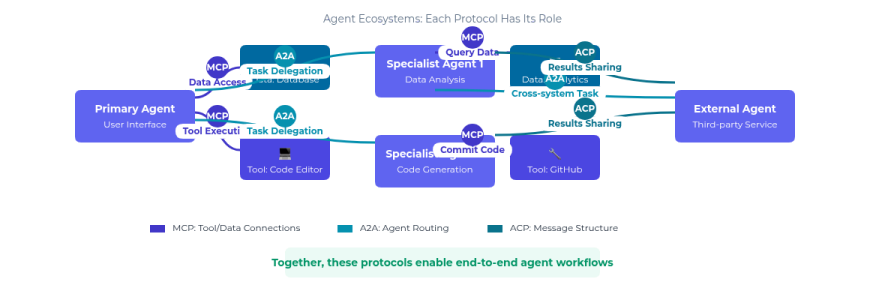 Agent Ecosystems: Each Protocol Has Its Role
MCP
Query Data
A2A
Task Delegation
Data: Database
MCP
Data Access
Specialist Agent 1
Data Analysis
ACP
Results Sharing
A2A
Cross-system Task
Primary Agent
User Interface
External Agent
Third-party Service
MCP
Tool Executi
A2A
Task Delegation
ACP
Results Sharing
MCP
Commit Code
Code Generation
Tool: Code Editor
Tool: GitHub
MCP: Tool/Data Connections
A2A: Agent Routing
ACP: Message Structure
Together, these protocols enable end-to-end agent workflows